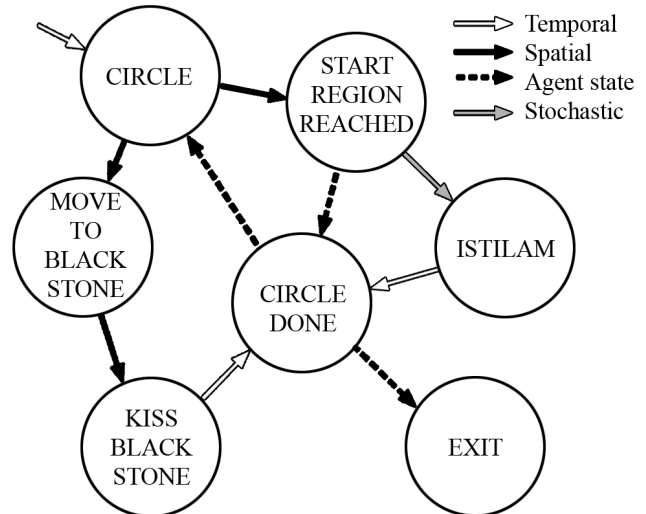 CIRCLE
START
REGION
REACHED
Temporal
Spatial
Agent state
Stochastic
MOVE
TO
BLACK
STONE
ISTILAM
CIRCLE
DONE
KISS
BLACK
STONE
EXIT